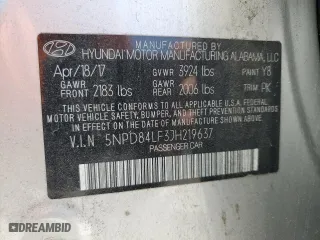 MANUFACTURED BY
HYUNDAI MOTOR MANUFACTURING ALABAMA, LLC
Apr/18/17 GVWR 3924 lbs PAINT Y8
GAWR FRONT 2183 lbs GAWR REAR 2006 lbs TRIM PK
THIS VEHICLE CONFORMS TO ALL APPLICABLE U.S.A FEDERAL
MOTOR VEHICLE SAFETY, BUMPER, AND THEFT PREVENTION STANDARDS
IN EFFECT ON THE DATE OF MANUFACTURE SHOWN ABOVE.
V.I.N 5NPD84LF3JH219637
PASSENGER CAR